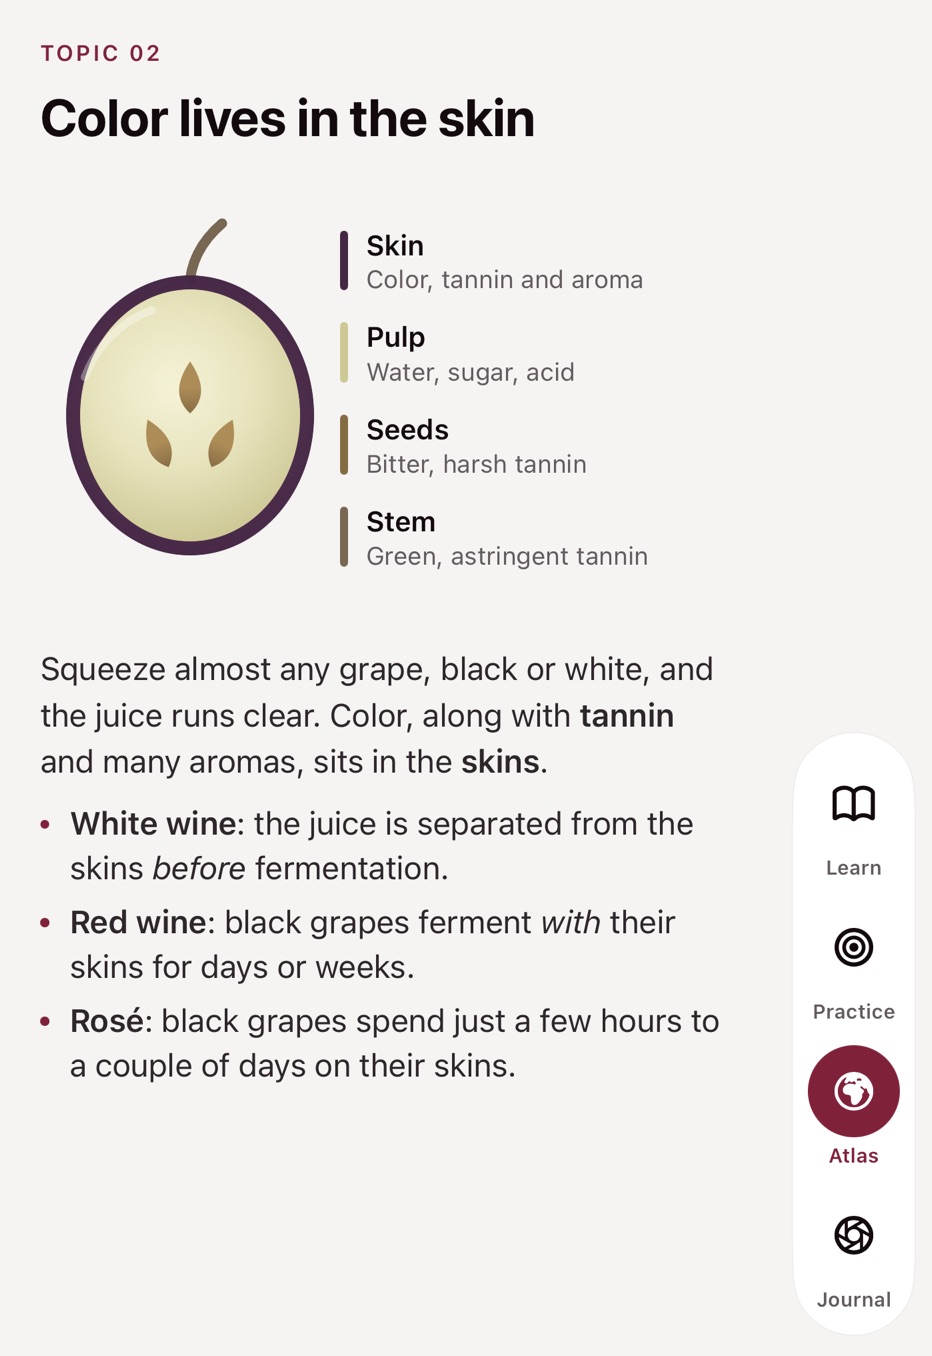 TOPIC 02
Color lives in the skin
Skin
Color, tannin and aroma
Pulp
Water, sugar, acid
Seeds
Bitter, harsh tannin
Stem
Green, astringent tannin
Squeeze almost any grape, black or white, and
the juice runs clear. Color, along with tannin
and many aromas, sits in the skins.
• White wine: the juice is separated from the
skins before fermentation.
• Red wine: black grapes ferment with their
skins for days or weeks.
• Rosé: black grapes spend just a few hours to
a couple of days on their skins.
Learn
Practice
Atlas
Journal